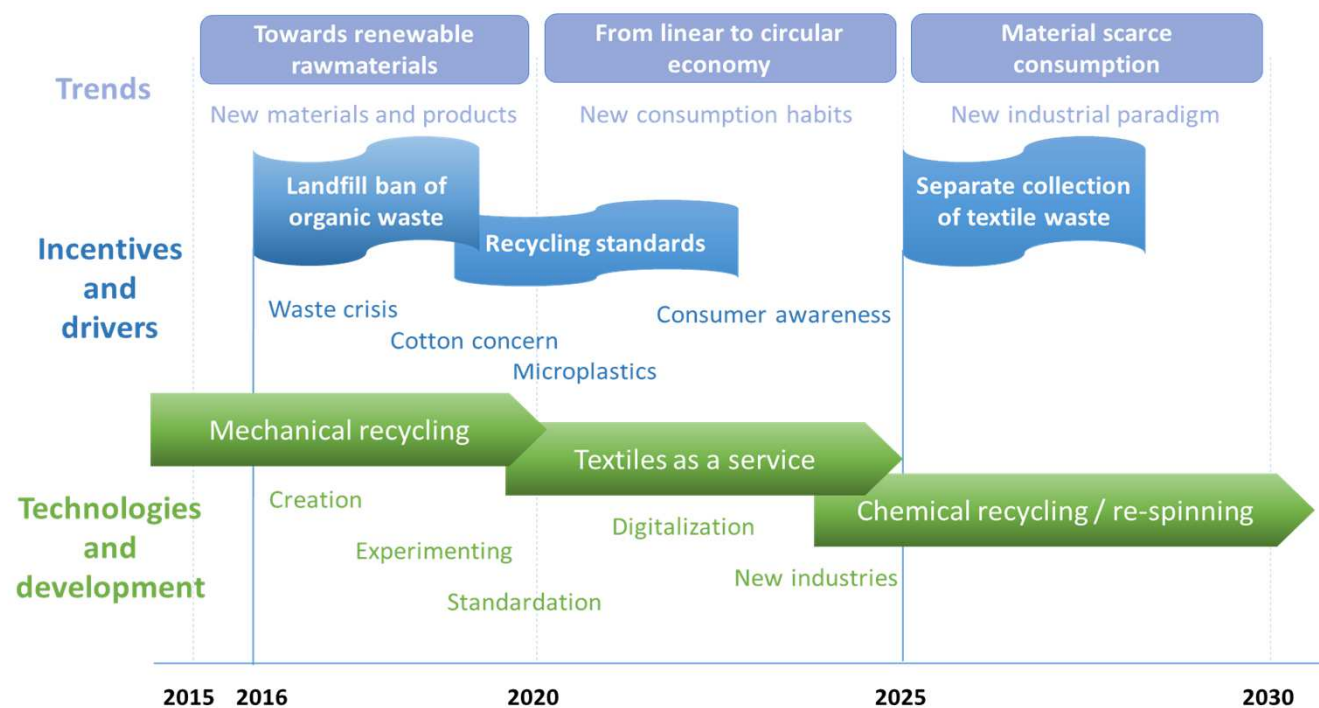 Trends
Towards renewable
rawmaterials
From linear to circular
economy
Material scarce
consumption
New materials and products
New consumption habits
New industrial paradigm
Incentives
and
drivers
Landfill ban of
organic waste
Recycling standards
Separate collection
of textile waste
Waste crisis
Cotton concern
Microplastics
Consumer awareness
Technologies
and
development
Mechanical recycling
Textiles as a service
Chemical recycling / re-spinning
Creation
Experimenting
Standardation
Digitalization
New industries
2015
2016
2020
2025
2030